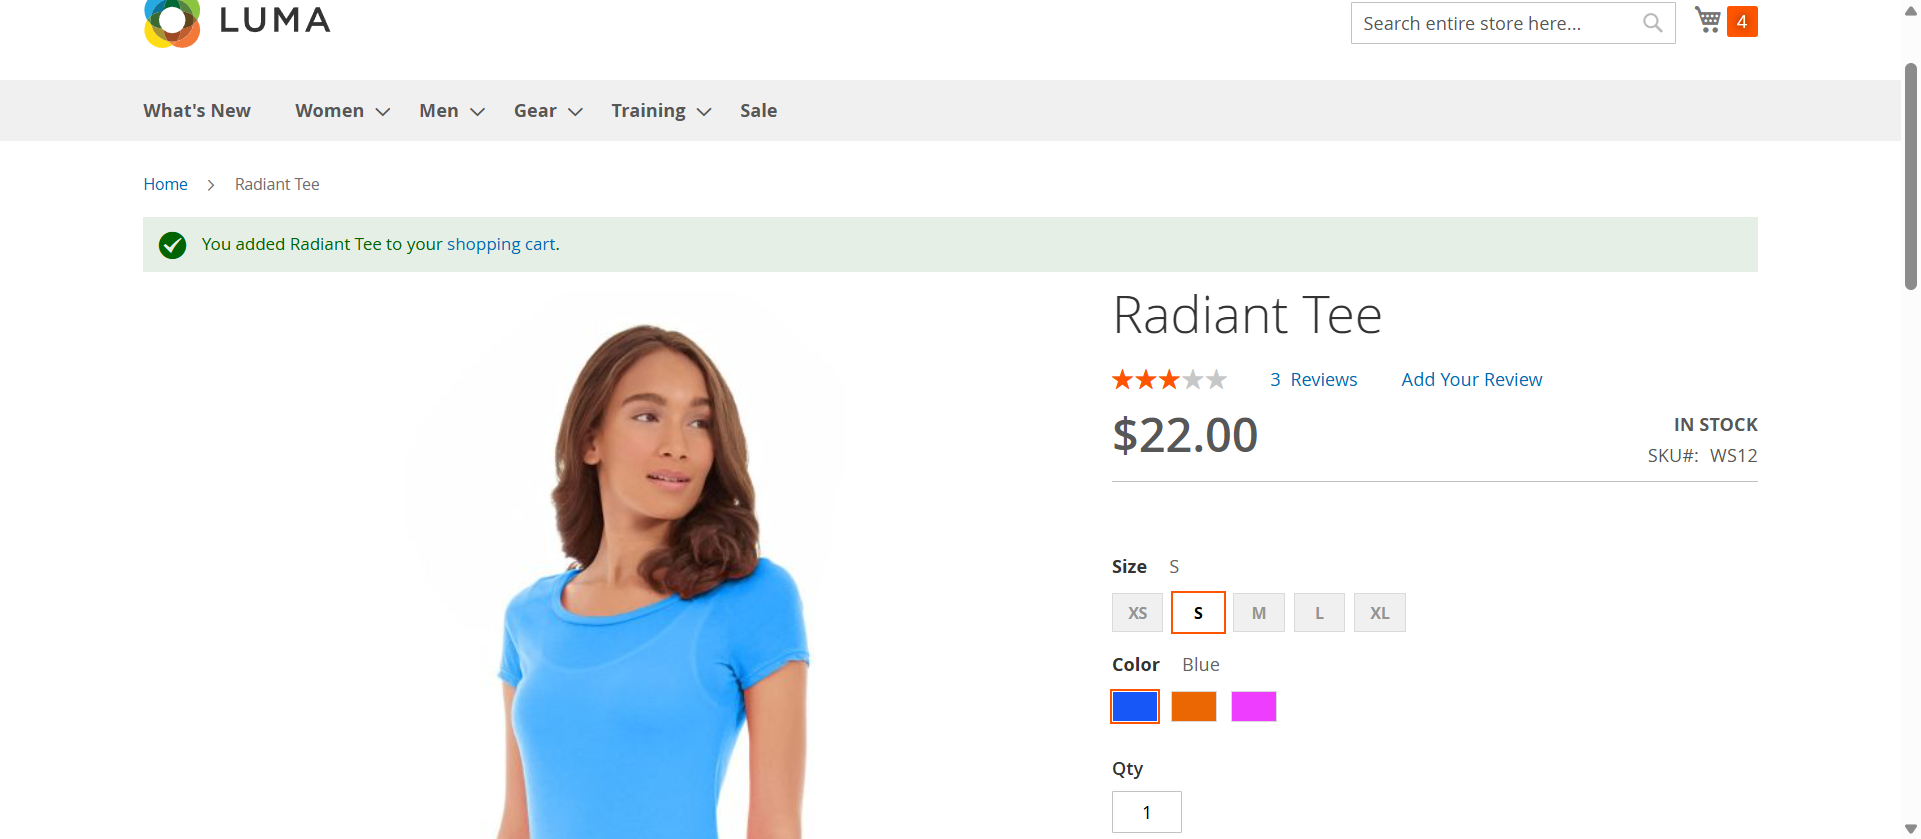 LUMA
Search entire store here...
4
What's New Women Men Gear Training Sale
Home Radiant Tee
You added Radiant Tee to your shopping cart.
Radiant Tee
3 Reviews Add Your Review
$22.00
IN STOCK
SKU#: WS12
Size S
XS S M L XL
Color Blue
Qty
1